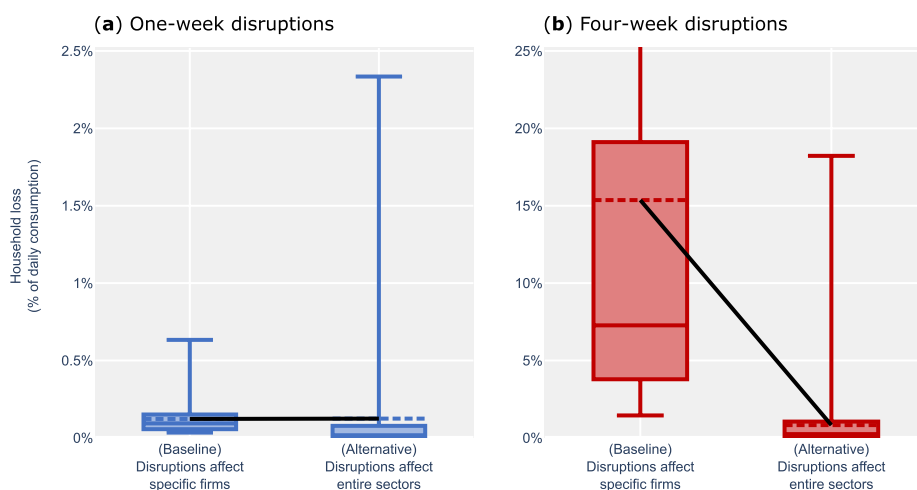 (a) One-week disruptions
2.5%
2%
1.5%
1%
0.5%
0%
Household loss
(% of daily consumption)
(Baseline)
Disruptions affect
specific firms
(Alternative)
Disruptions affect
entire sectors
(b) Four-week disruptions
20%
15%
10%
5%
0%
(Baseline)
Disruptions affect
specific firms
(Alternative)
Disruptions affect
entire sectors